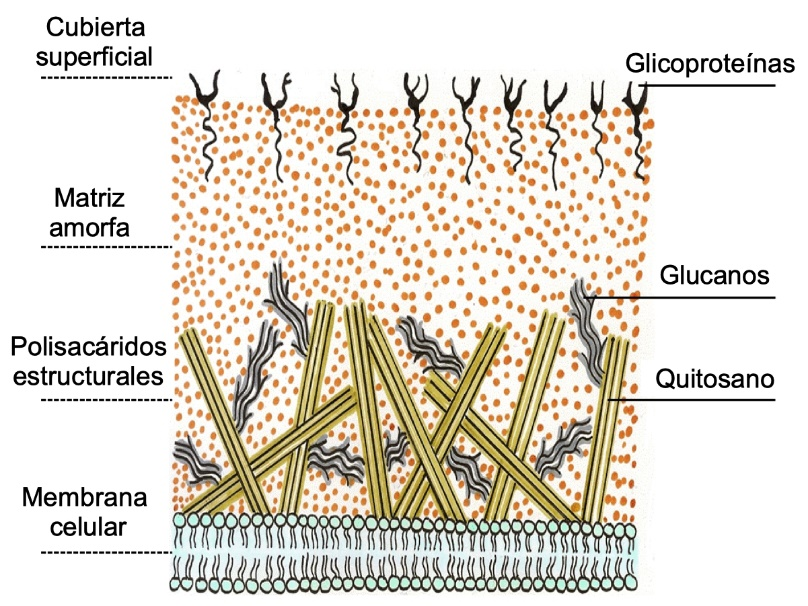 Cubierta
superficial
Glicoproteínas
Matriz
amorfa
Glucanos
Polisacáridos
estructurales
Quitosano
Membrana
celular